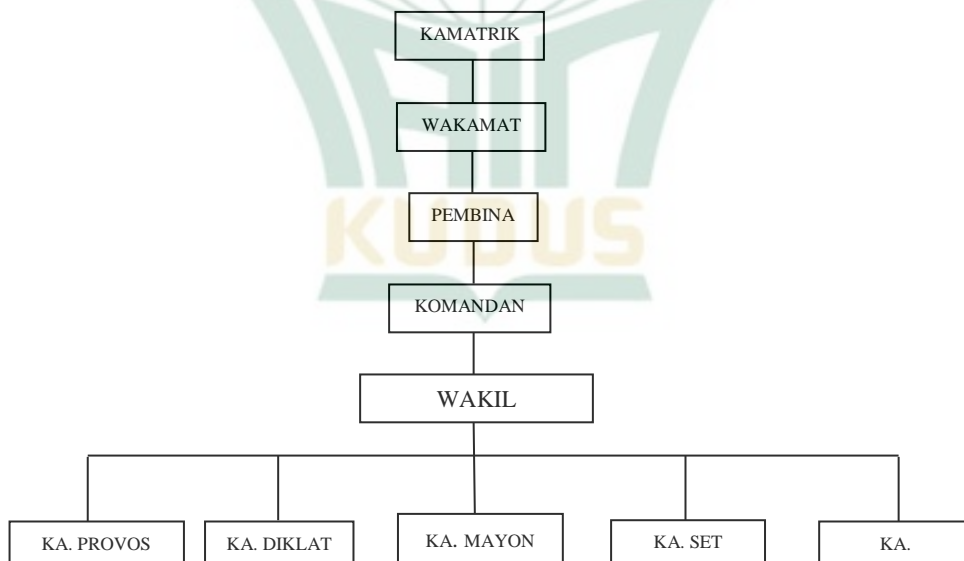 KAMATRIK
WAKAMAT
PEMBINA
KUDUS
KOMANDAN
WAKIL
KA. PROVOS
KA. DIKLAT
KA. MAYON
KA. SET
KA.